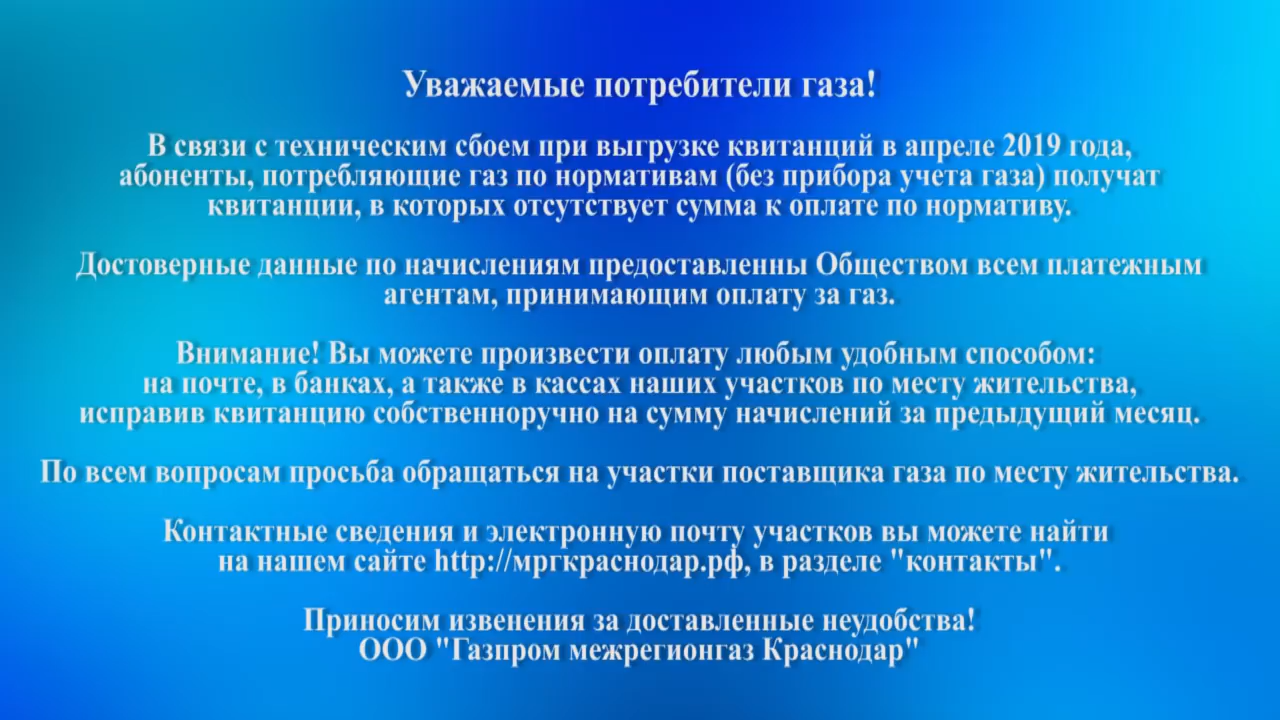 Уважаемые потребители газа!
В связи с техническим сбоем при выгрузке квитанций в апреле 2019 года,
абоненты, потребляющие газ по нормативам (без прибора учета газа) получат
квитанции, в которых отсутствует сумма к оплате по нормативу.
Достоверные данные по начислениям предоставленны Обществом всем платежным
агентам, принимающим оплату за газ.
Внимание! Вы можете произвести оплату любым удобным способом:
на почте, в банках, а также в кассах наших участков по месту жительства,
исправив квитанцию собственноручно на сумму начислений за предыдущий месяц.
По всем вопросам просьба обращаться на участки поставщика газа по месту жительства.
Контактные сведения и электронную почту участков вы можете найти
на нашем сайте http://мргкраснодар.рф, в разделе "контакты".
Приносим извенения за доставленные неудобства!
ООО "Газпром межрегионгаз Краснодар"